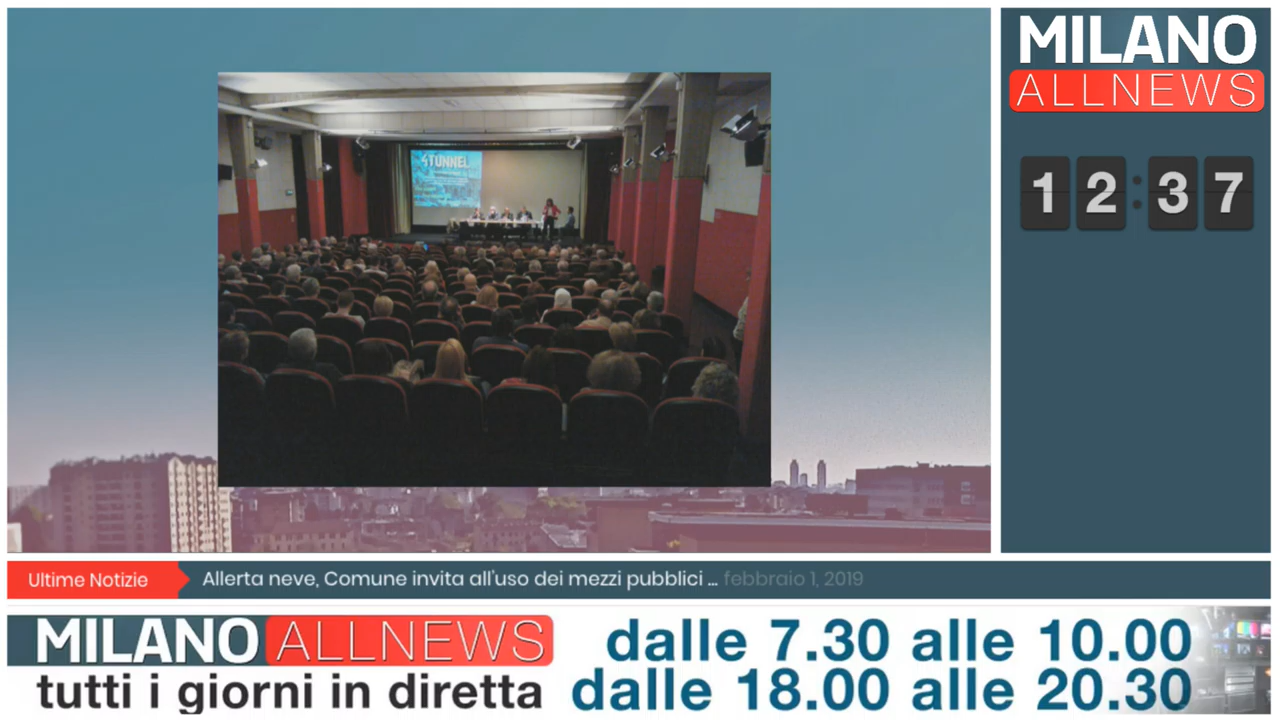 4TUNNEL
MILANO
ALLNEWS
12:37
Ultime Notizie
Allerta neve, Comune invita all'uso dei mezzi pubblici ... febbraio 1, 2019
MILANO ALLNEWS
tutti i giorni in diretta
dalle 7.30 alle 10.00
dalle 18.00 alle 20.30